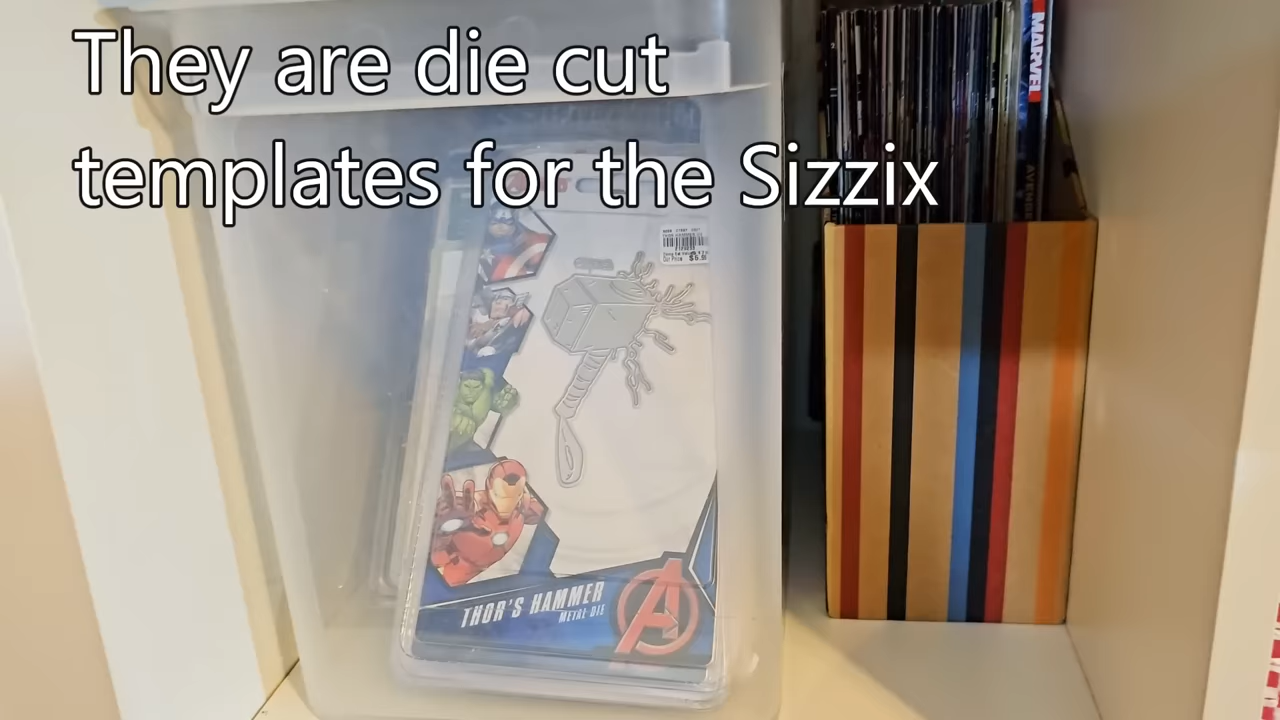 They are die cut
templates for the Sizzix
MARVEL
THOR'S HAMMER
METAL DIE